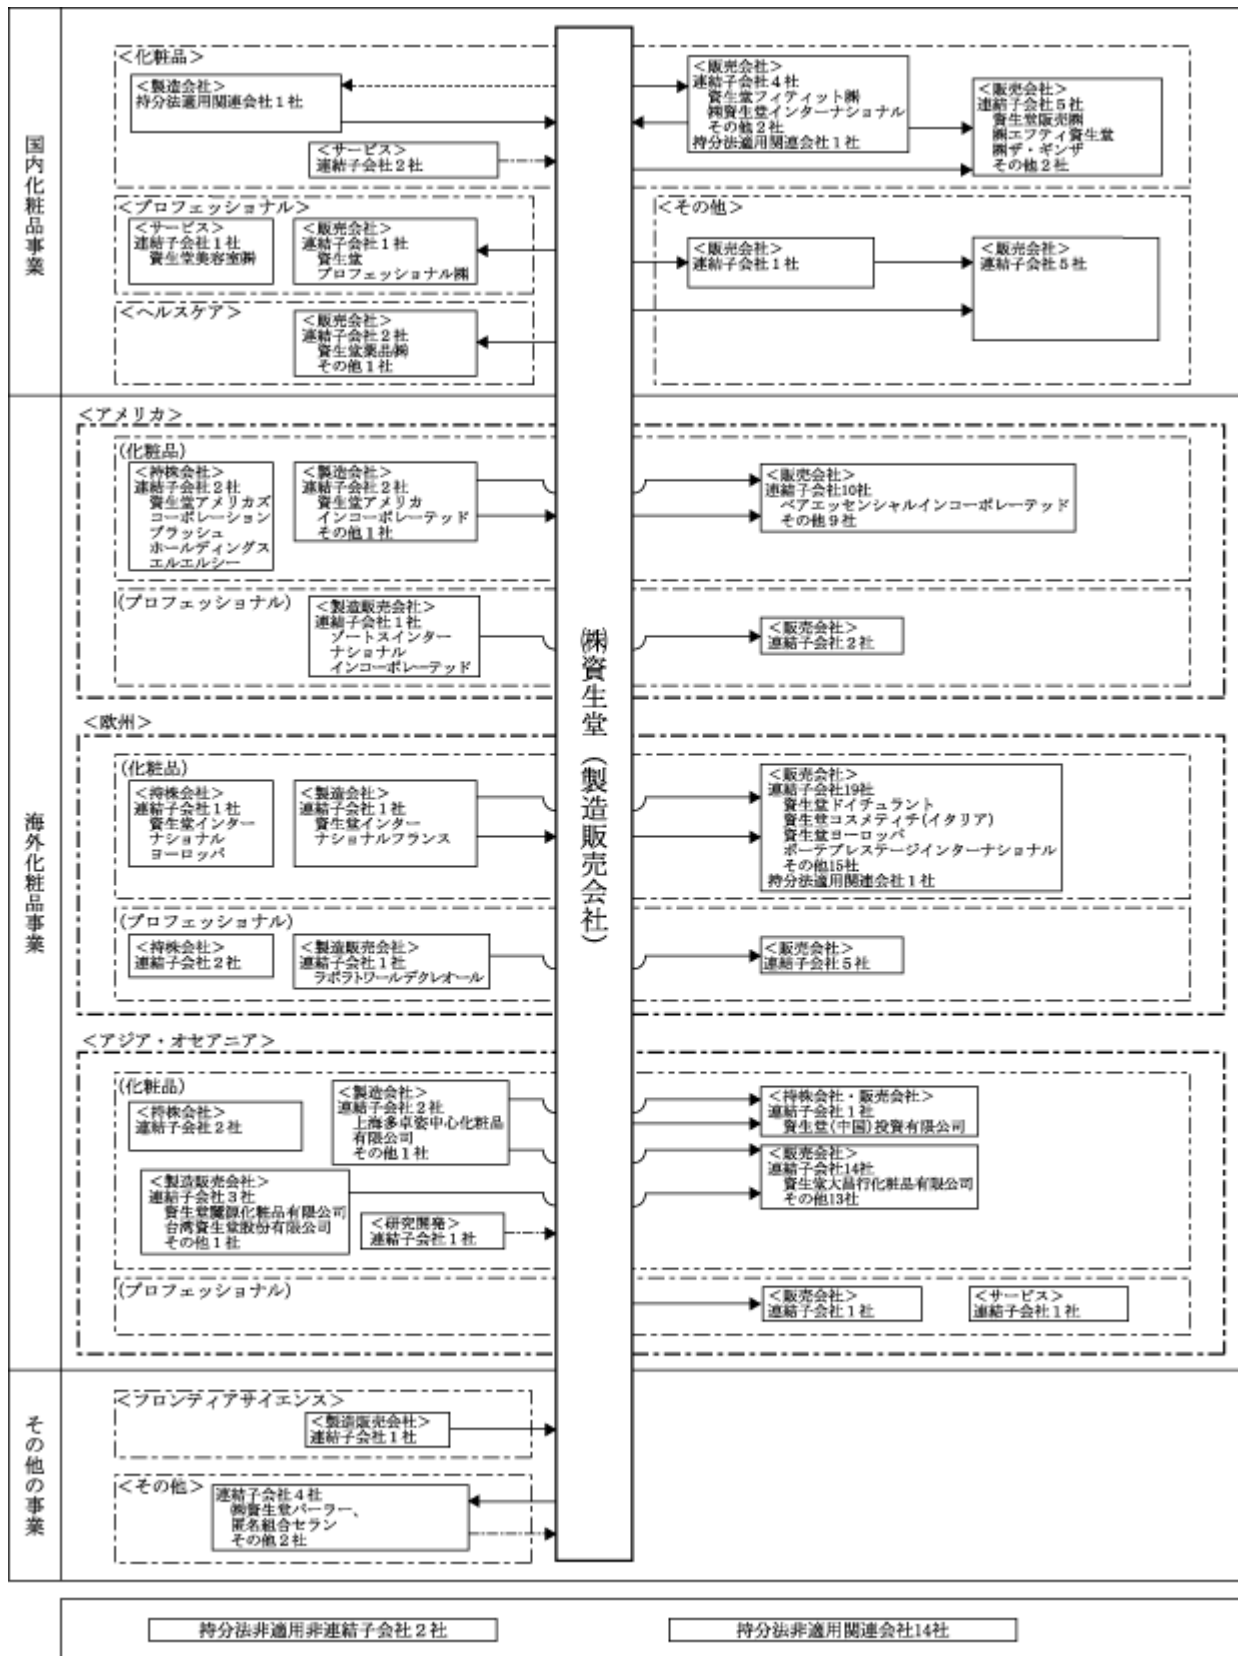 国内化粧品事業
＜化粧品＞
＜製造会社＞
持分法適用関連会社１社
＜サービス＞
連結子会社２社
＜販売会社＞
連結子会社４社
資生堂フィティット㈱
㈱資生堂インターナショナル
その他２社
持分法適用関連会社１社
＜販売会社＞
連結子会社５社
資生堂販売㈱
㈱エフティ資生堂
㈱ザ・ギンザ
その他２社
＜プロフェッショナル＞
＜サービス＞
連結子会社１社
資生堂美容室㈱
＜販売会社＞
連結子会社１社
資生堂
プロフェッショナル㈱
＜その他＞
＜販売会社＞
連結子会社１社
＜販売会社＞
連結子会社５社
＜ヘルスケア＞
＜販売会社＞
連結子会社２社
資生堂薬品㈱
その他１社
㈱資生堂（製造販売会社）
海外化粧品事業
＜アメリカ＞
(化粧品)
＜持株会社＞
連結子会社２社
資生堂アメリカズ
コーポレーション
ブラッシュ
ホールディングス
エルエルシー
＜製造会社＞
連結子会社２社
資生堂アメリカ
インコーポレーテッド
その他１社
＜販売会社＞
連結子会社10社
ベアエッセンシャルインコーポレーテッド
その他９社
(プロフェッショナル)
＜製造販売会社＞
連結子会社１社
ゾートスインター
ナショナル
インコーポレーテッド
＜販売会社＞
連結子会社２社
＜欧州＞
(化粧品)
＜持株会社＞
連結子会社１社
資生堂インター
ナショナル
ヨーロッパ
＜製造会社＞
連結子会社１社
資生堂インター
ナショナルフランス
＜販売会社＞
連結子会社19社
資生堂ドイチュラント
資生堂コスメティチ(イタリア)
資生堂ヨーロッパ
ボーテプレステージインターナショナル
その他15社
持分法適用関連会社１社
(プロフェッショナル)
＜持株会社＞
連結子会社２社
＜製造販売会社＞
連結子会社１社
ラボラトワールデクレオール
＜販売会社＞
連結子会社５社
＜アジア・オセアニア＞
(化粧品)
＜持株会社＞
連結子会社２社
＜製造会社＞
連結子会社２社
上海卓多姿中心化粧品
有限公司
その他１社
＜持株会社・販売会社＞
連結子会社１社
資生堂(中国)投資有限公司
＜販売会社＞
連結子会社14社
資生堂大昌行化粧品有限公司
その他13社
＜製造販売会社＞
連結子会社３社
資生堂麗源化粧品有限公司
台湾資生堂股份有限公司
その他１社
＜研究開発＞
連結子会社１社
(プロフェッショナル)
＜販売会社＞
連結子会社１社
＜サービス＞
連結子会社１社
その他の事業
＜フロンティアサイエンス＞
＜製造販売会社＞
連結子会社１社
＜その他＞
連結子会社４社
㈱資生堂パーラー、
匿名組合セラン
その他２社
持分法非適用非連結子会社２社
持分法非適用関連会社14社